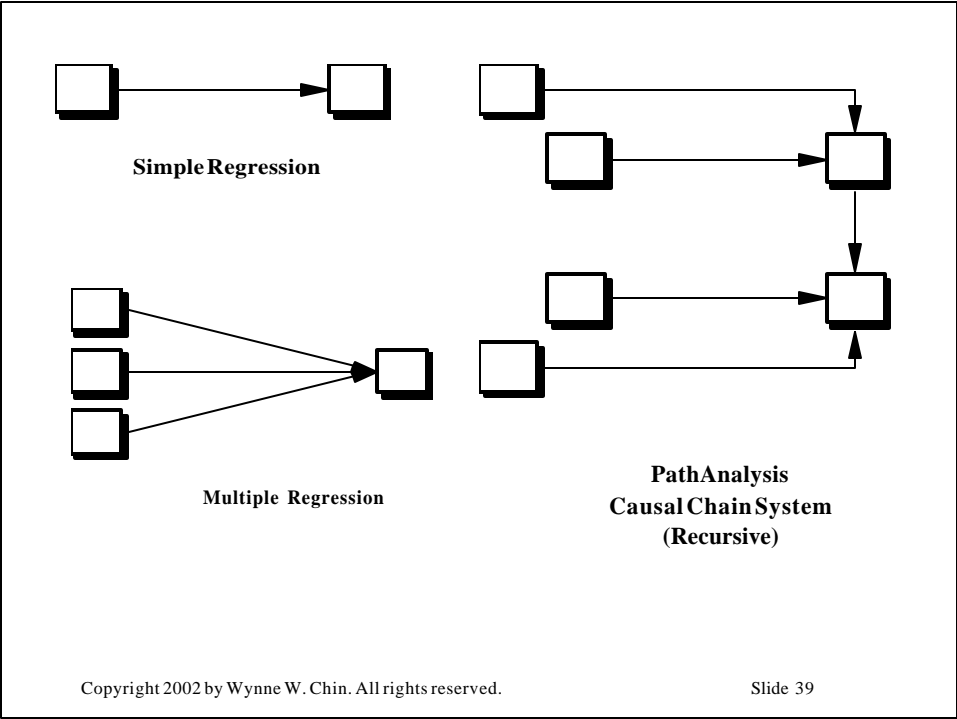 Simple Regression
Multiple Regression
Path Analysis
Causal Chain System
(Recursive)
Copyright 2002 by Wynne W. Chin. All rights reserved.
Slide 39